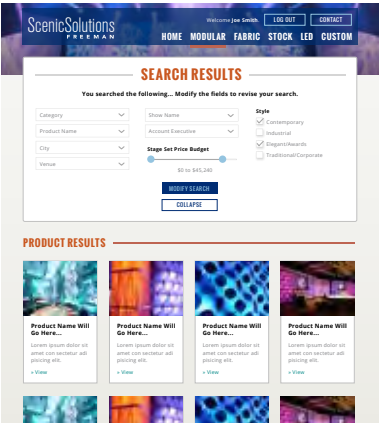 ScenicSolutions
FREEMAN
Welcome Joe Smith.
LOG OUT
CONTACT
HOME MODULAR FABRIC STOCK LED CUSTOM
SEARCH RESULTS
You searched the following... Modify the fields to revise your search.
Category
Product Name
City
Venue
Show Name
Account Executive
Stage Set Price Budget
$0 to $45,240
Style
Contemporary
Industrial
Elegant/Awards
Traditional/Corporate
MODIFY SEARCH
COLLAPSE
PRODUCT RESULTS
Product Name Will
Go Here...
Lorem ipsum dolor sit
amet con sectetur adi
piscing elit.
» View
Product Name Will
Go Here...
Lorem ipsum dolor sit
amet con sectetur adi
piscing elit.
» View
Product Name Will
Go Here...
Lorem ipsum dolor sit
amet con sectetur adi
piscing elit.
» View
Product Name Will
Go Here...
Lorem ipsum dolor sit
amet con sectetur adi
piscing elit.
» View